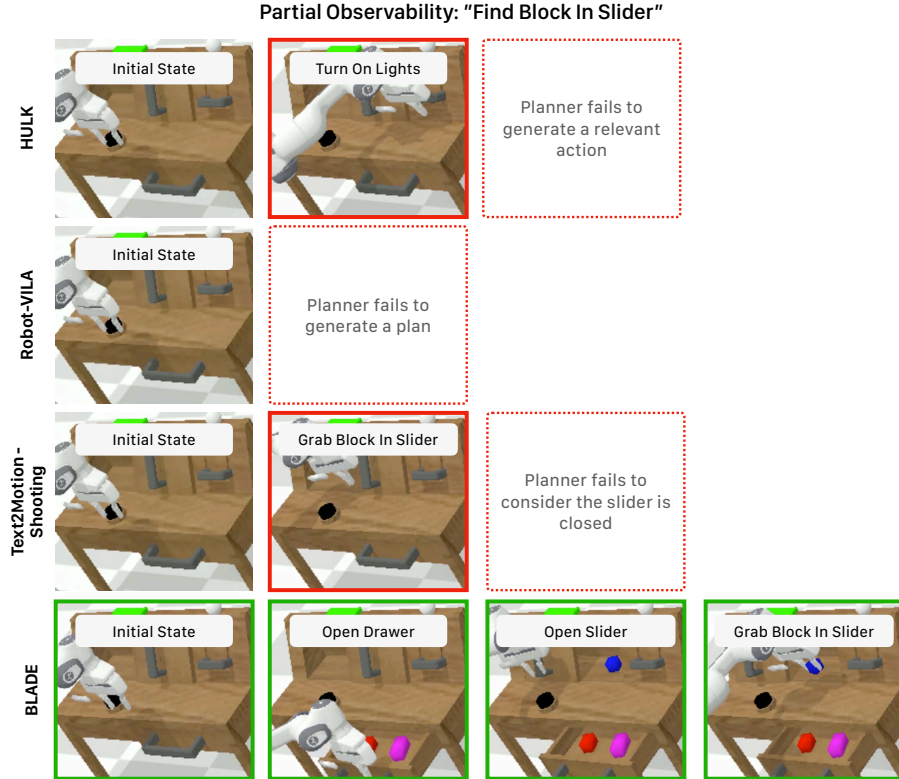 Partial Observability: "Find Block In Slider"
HULK
Initial State
Turn On Lights
Planner fails to
generate a relevant
action
Robot-VILA
Initial State
Planner fails to
generate a plan
Text2Motion-
Shooting
Initial State
Grab Block In Slider
Planner fails to
consider the slider is
closed
BLADE
Initial State
Open Drawer
Open Slider
Grab Block In Slider